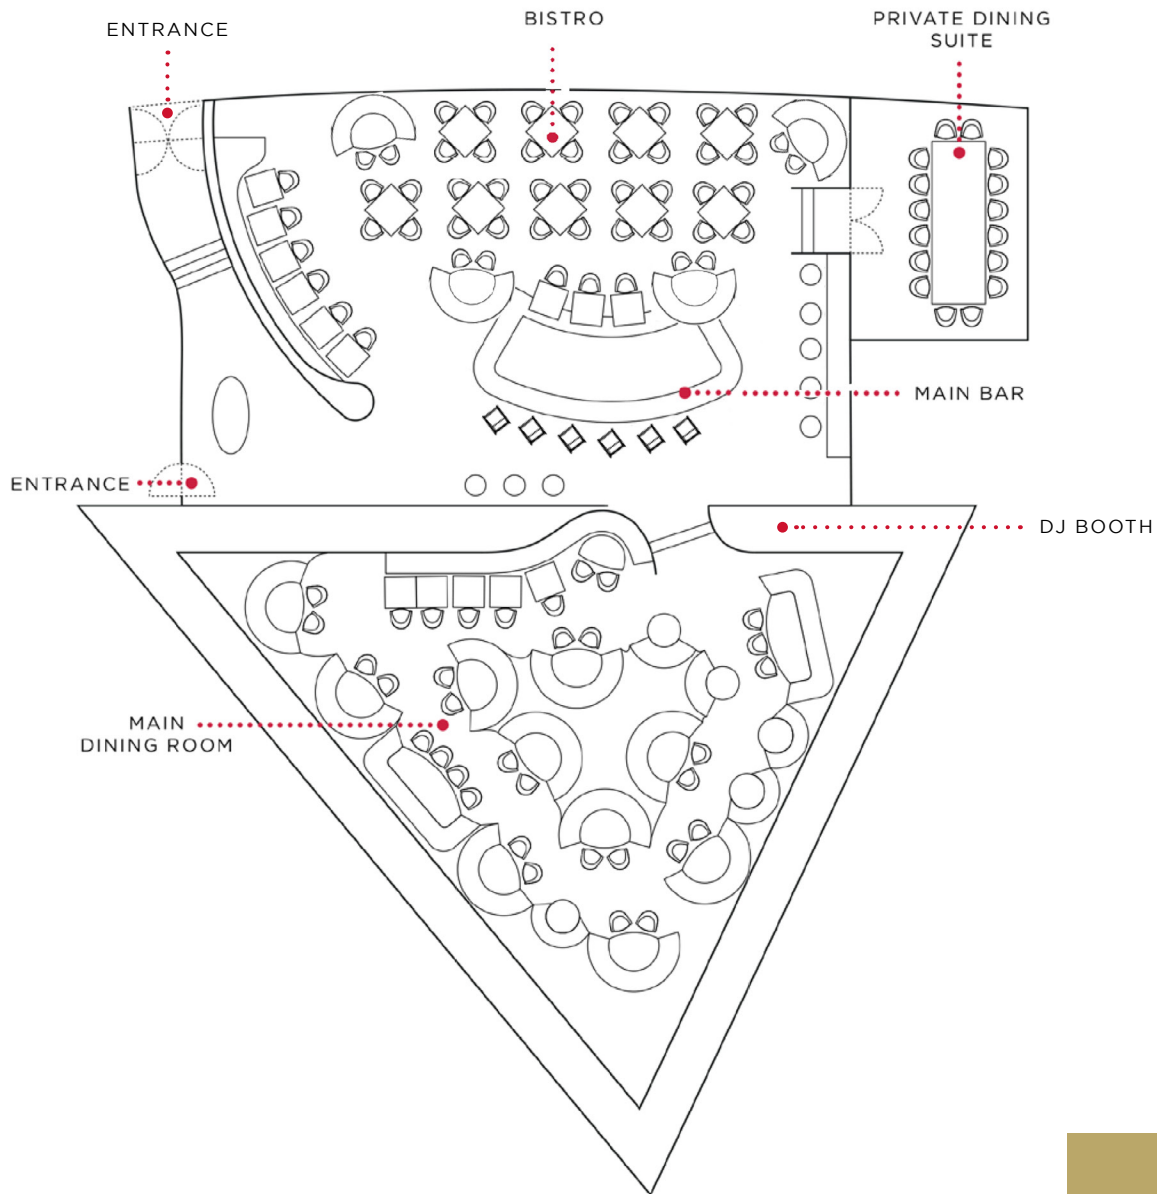 ENTRANCE
BISTRO
PRIVATE DINING
SUITE
MAIN BAR
ENTRANCE
DJ BOOTH
MAIN
DINING ROOM